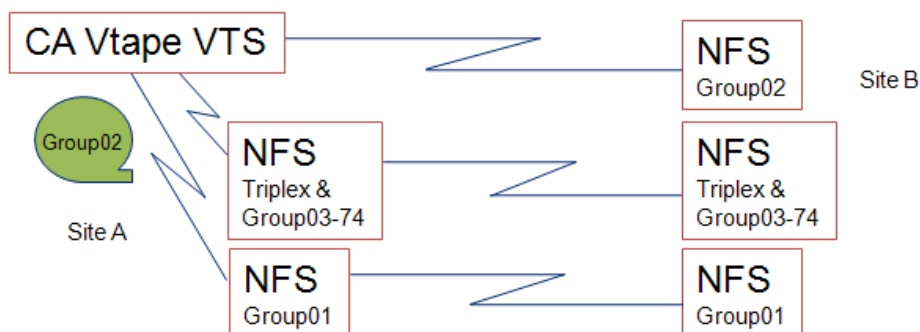 CA Vtape VTS
NFS
Group02
Site B
Group02
NFS
Triplex &
Group03-74
NFS
Triplex &
Group03-74
Site A
NFS
Group01
NFS
Group01